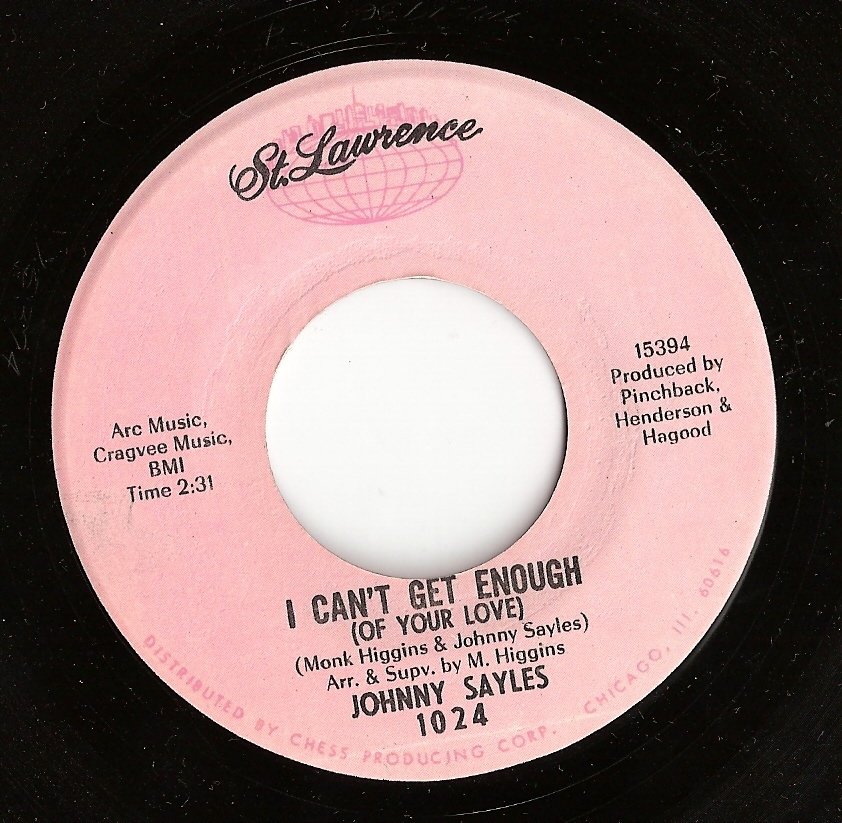 St. Lawrence
Arc Music,
Cragvee Music,
BMI
Time 2:31
15394
Produced by
Pinchback,
Henderson &
Hagood
I CAN'T GET ENOUGH
(OF YOUR LOVE)
(Monk Higgins & Johnny Sayles)
Arr. & Supv. by M. Higgins
JOHNNY SAYLES
1024
DISTRIBUTED BY CHESS PRODUCING CORP. CHICAGO, Ill. 60616